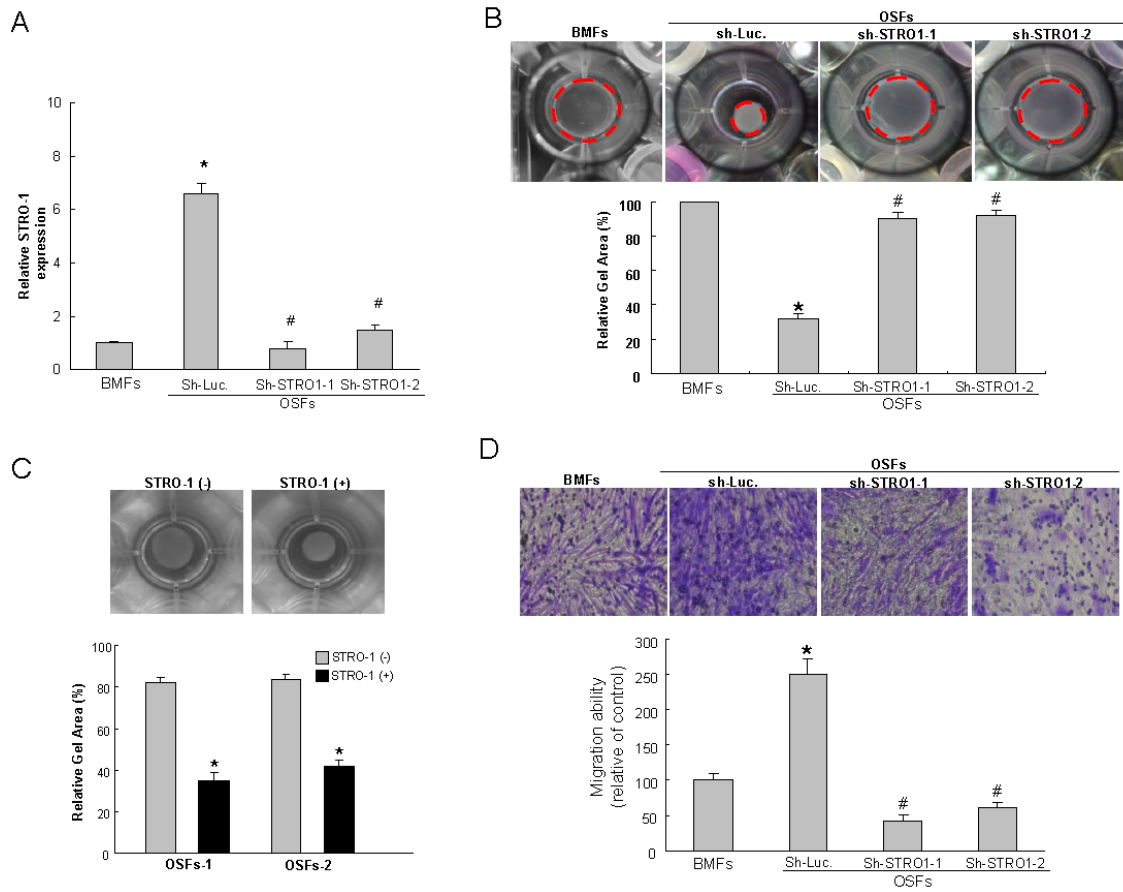 A
Relative STRO-1
expression
10
8
6
4
2
0
*
#
#
BMFs
Sh-Luc.
Sh-STRO1-1
Sh-STRO1-2
OSFs
B
OSFs
BMFs
sh-Luc.
sh-STRO1-1
sh-STRO1-2
Relative Gel Area (%)
100
80
60
40
20
0
*
#
#
BMFs
Sh-Luc.
Sh-STRO1-1
Sh-STRO1-2
OSFs
C
STRO-1 (-)
STRO-1 (+)
Relative Gel Area (%)
100
80
60
40
20
0
STRO-1 (-)
STRO-1 (+)
*
*
OSFs-1
OSFs-2
D
OSFs
BMFs
sh-Luc.
sh-STRO1-1
sh-STRO1-2
Migration ability
(relative of control)
300
250
200
150
100
50
0
*
#
#
BMFs
Sh-Luc.
Sh-STRO1-1
Sh-STRO1-2
OSFs